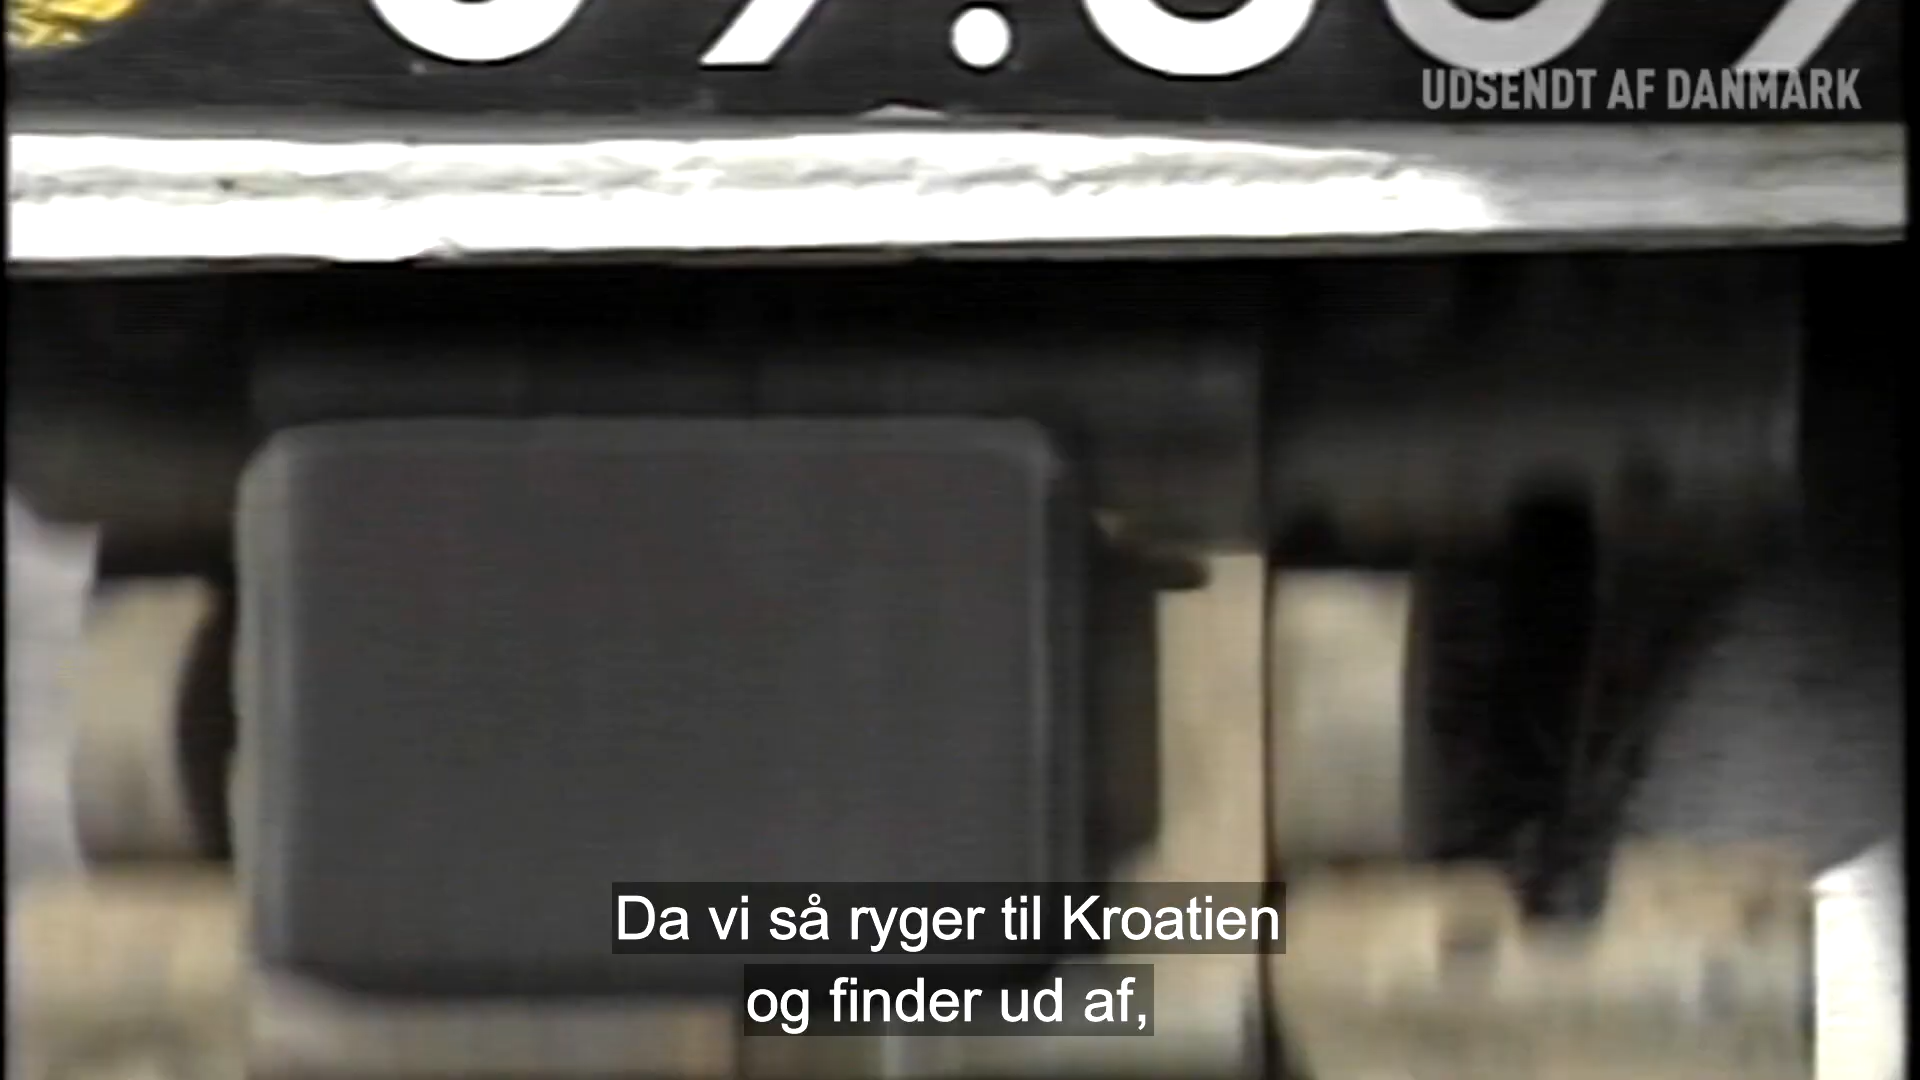 UDSENDT AF DANMARK
Da vi så ryger til Kroatien
og finder ud af,